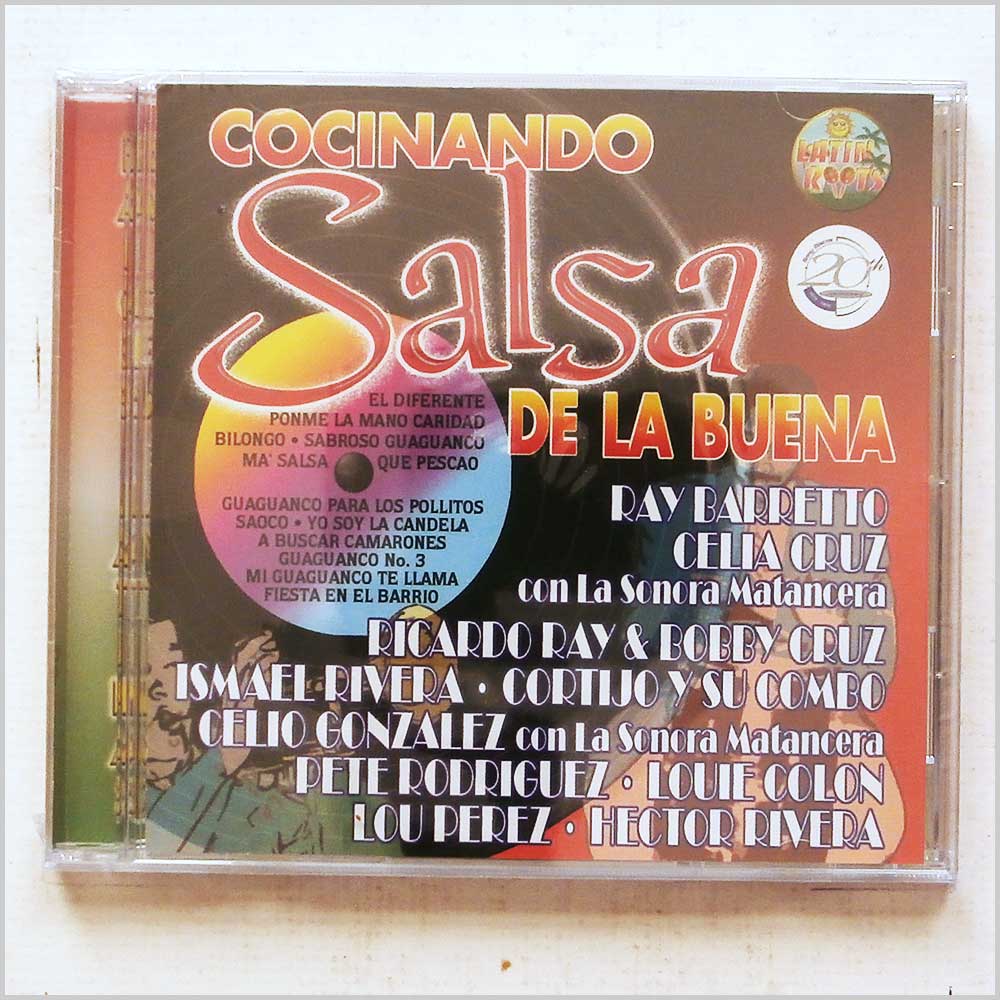 COCINANDO
Salsa
DE LA BUENA
LATIN
ROOTS
20th
EL DIFERENTE
PONME LA MANO CARIDAD
BILONGO • SABROSO GUAGUANCO
MA' SALSA QUE PESCAO
GUAGUANCO PARA LOS POLLITOS
SAOCO • YO SOY LA CANDELA
A BUSCAR CAMARONES
GUAGUANCO No. 3
MI GUAGUANCO TE LLAMA
FIESTA EN EL BARRIO
RAY BARRETTO
CELIA CRUZ
con La Sonora Matancera
RICARDO RAY & BOBBY CRUZ
ISMAEL RIVERA • CORTIJO Y SU COMBO
CELIO GONZALEZ con La Sonora Matancera
PETE RODRIGUEZ • LOUIE COLON
LOU PEREZ • HECTOR RIVERA